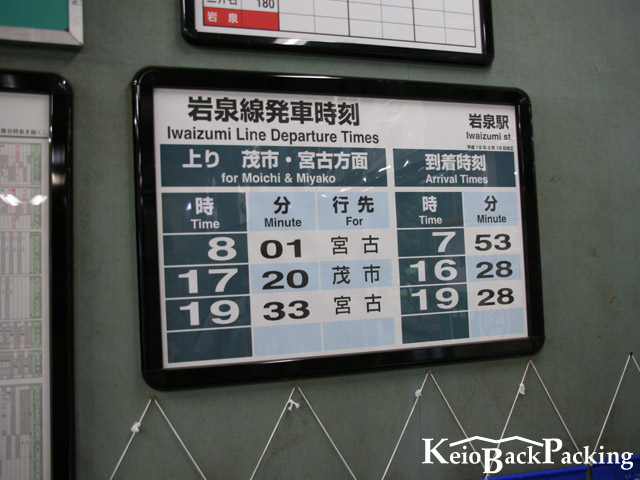 岩泉 180
岩泉線発車時刻
Iwaizumi Line Departure Times
岩泉駅
Iwaizumi st
上り 茂市・宮古方面
for Moichi & Miyako
到着時刻
Arrival Times
時 分 行先 時 分
Time Minute For Time Minute
8 01 宮古 7 53
17 20 茂市 16 28
19 33 宮古 19 28
KeioBackPacking